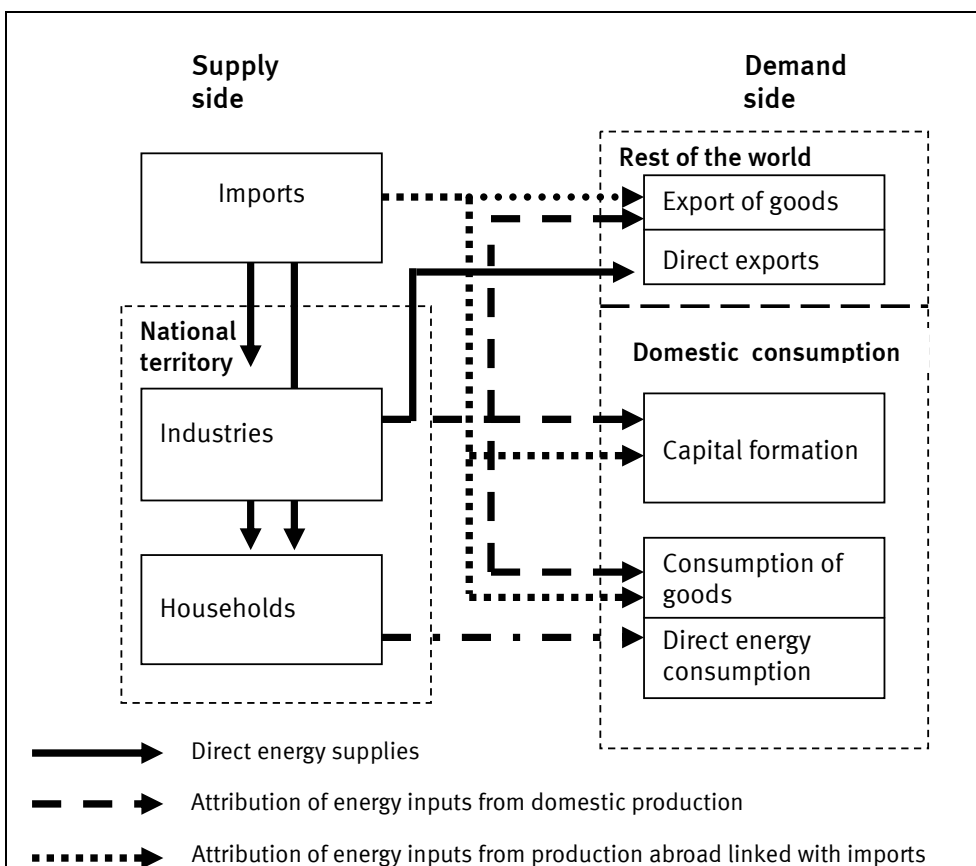 Supply
side
Demand
side
Rest of the world
Imports
Export of goods
Direct exports
National
territory
Domestic consumption
Industries
Capital formation
Households
Consumption of
goods
Direct energy
consumption
Direct energy supplies
Attribution of energy inputs from domestic production
Attribution of energy inputs from production abroad linked with imports